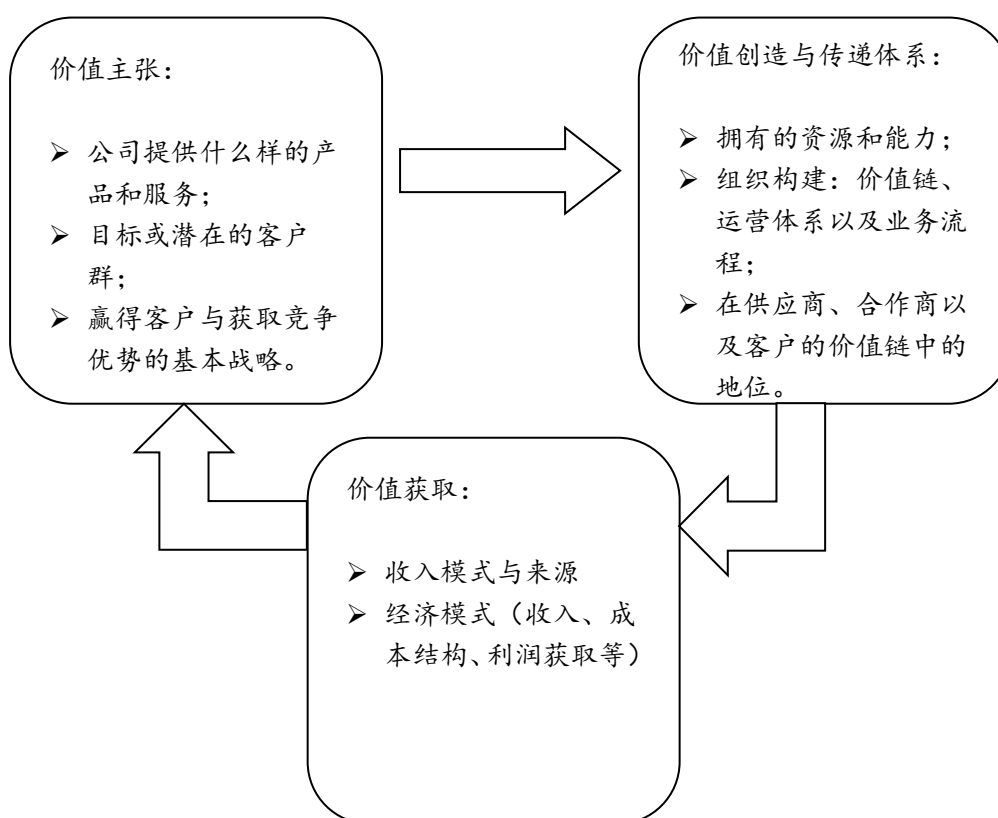 价值主张：
➢ 公司提供什么样的产
品和服务；
➢ 目标或潜在的客户
群；
➢ 赢得客户与获取竞争
优势的基本战略。
价值创造与传递体系：
➢ 拥有的资源和能力；
➢ 组织构建：价值链、
运营体系以及业务流
程；
➢ 在供应商、合作商以
及客户的价值链中的
地位。
价值获取：
➢ 收入模式与来源
➢ 经济模式（收入、成
本结构、利润获取等）